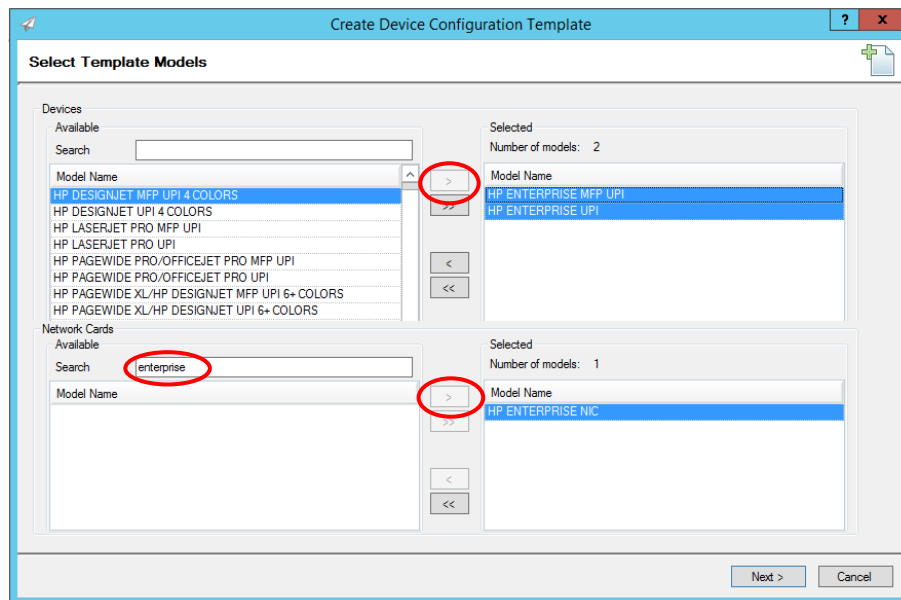 Create Device Configuration Template
?
x
Select Template Models
Devices
Available
Search
Model Name
HP DESIGNJET MFP UPI 4 COLORS
HP DESIGNJET UPI 4 COLORS
HP LASERJET PRO MFP UPI
HP LASERJET PRO UPI
HP PAGEWIDE PRO/OFFICEJET PRO MFP UPI
HP PAGEWIDE PRO/OFFICEJET PRO UPI
HP PAGEWIDE XL/HP DESIGNJET MFP UPI 6+ COLORS
HP PAGEWIDE XL/HP DESIGNJET UPI 6+ COLORS
>
>>
<
<<
Selected
Number of models: 2
Model Name
HP ENTERPRISE MFP UPI
HP ENTERPRISE UPI
Network Cards
Available
Search enterprise
Model Name
>
>>
<
<<
Selected
Number of models: 1
Model Name
HP ENTERPRISE NIC
Next >
Cancel